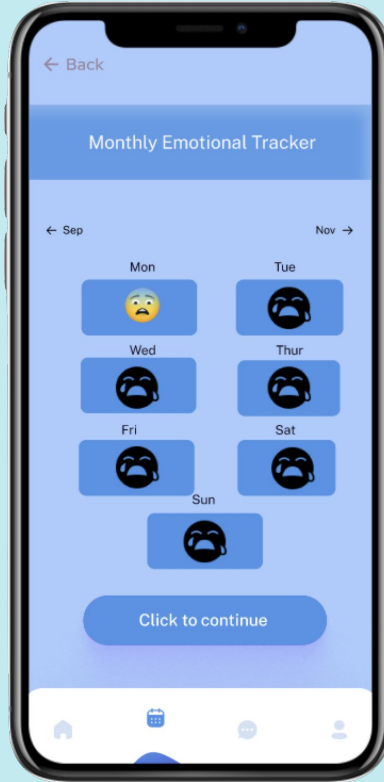 ← Back
Monthly Emotional Tracker
← Sep Nov →
Mon Tue
Wed Thur
Fri Sat
Sun
Click to continue